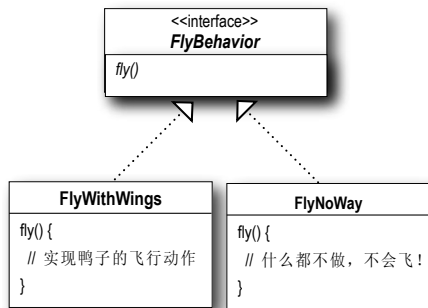 <<interface>>
FlyBehavior
fly()
FlyWithWings
fly() {
// 实现鸭子的飞行动作
}
FlyNoWay
fly() {
// 什么都不做，不会飞！
}